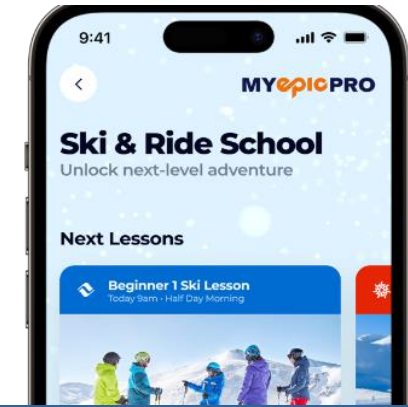 9:41
MYepicPRO
Ski & Ride School
Unlock next-level adventure
Next Lessons
Beginner 1 Ski Lesson
Today 9am - Half Day Morning